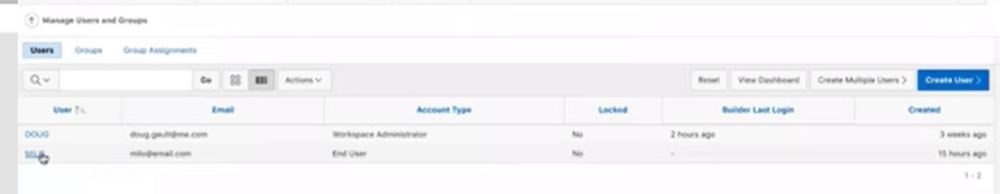 Manage Users and Groups
Users Groups Group Assignments
Go Actions Reset View Dashboard Create Multiple Users > Create User >
User Email Account Type Locked Builder Last Login Created
DOUG doug.gault@me.com Workspace Administrator No 2 hours ago 3 weeks ago
milo@email.com End User No - 15 hours ago
1 - 2